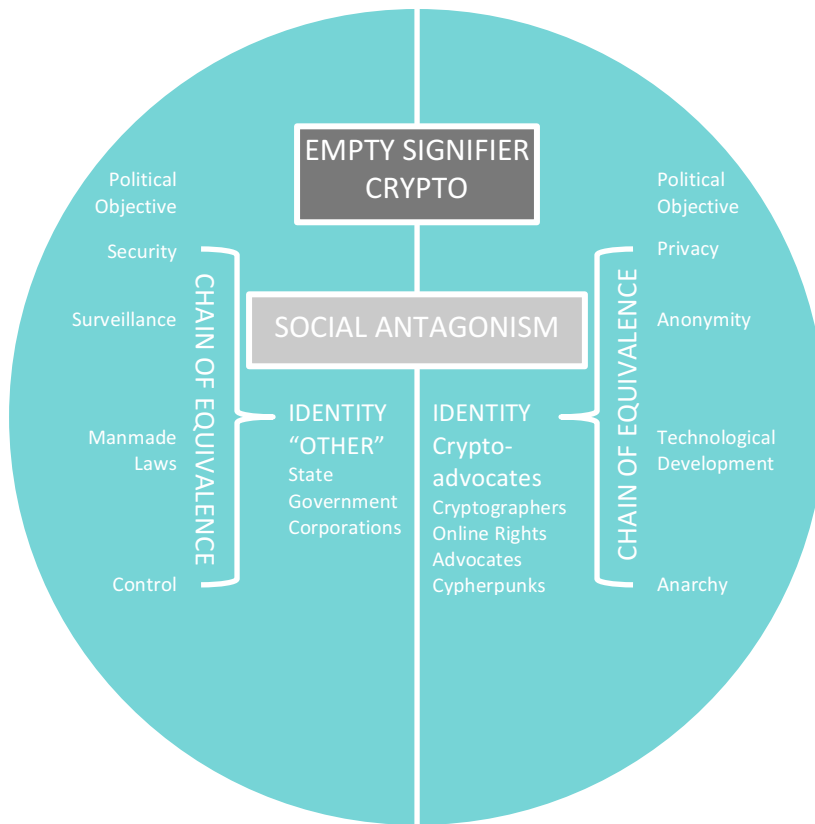 EMPTY SIGNIFIER
CRYPTO
SOCIAL ANTAGONISM
Political
Objective
Security
Surveillance
Manmade
Laws
Control
CHAIN OF EQUIVALENCE
IDENTITY
“OTHER”
State
Government
Corporations
IDENTITY
Crypto-
advocates
Cryptographers
Online Rights
Advocates
Cypherpunks
CHAIN OF EQUIVALENCE
Political
Objective
Privacy
Anonymity
Technological
Development
Anarchy